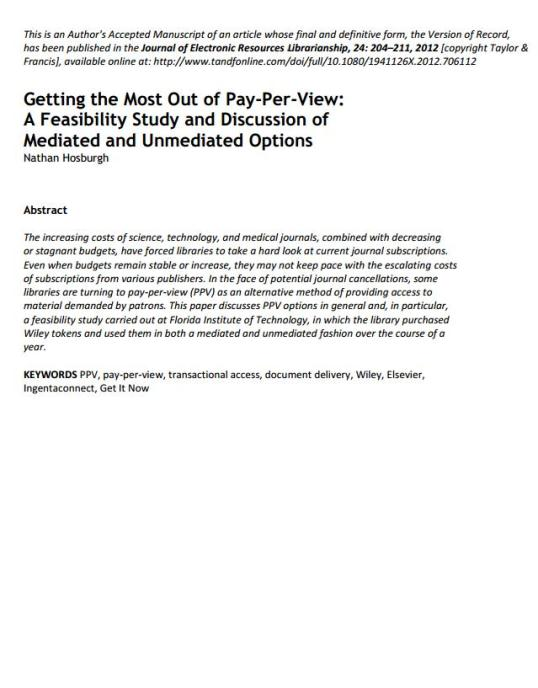 This is an Author's Accepted Manuscript of an article whose final and definitive form, the Version of Record,
has been published in the Journal of Electronic Resources Librarianship, 24: 204–211, 2012 [copyright Taylor &
Francis], available online at: http://www.tandfonline.com/doi/full/10.1080/1941126X.2012.706112
Getting the Most Out of Pay-Per-View:
A Feasibility Study and Discussion of
Mediated and Unmediated Options
Nathan Hosburgh
Abstract
The increasing costs of science, technology, and medical journals, combined with decreasing
or stagnant budgets, have forced libraries to take a hard look at current journal subscriptions.
Even when budgets remain stable or increase, they may not keep pace with the escalating costs
of subscriptions from various publishers. In the face of potential journal cancellations, some
libraries are turning to pay-per-view (PPV) as an alternative method of providing access to
material demanded by patrons. This paper discusses PPV options in general and, in particular,
a feasibility study carried out at Florida Institute of Technology, in which the library purchased
Wiley tokens and used them in both a mediated and unmediated fashion over the course of a
year.
KEYWORDS PPV, pay-per-view, transactional access, document delivery, Wiley, Elsevier,
Ingentaconnect, Get It Now